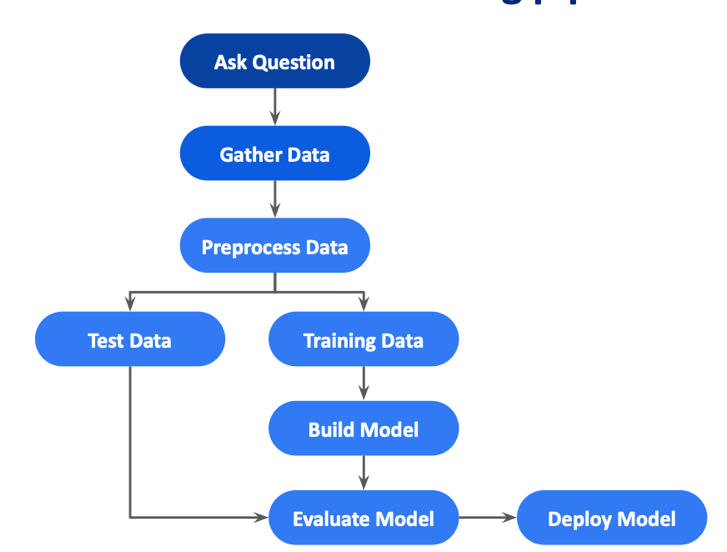 Ask Question
Gather Data
Preprocess Data
Test Data
Training Data
Build Model
Evaluate Model
Deploy Model